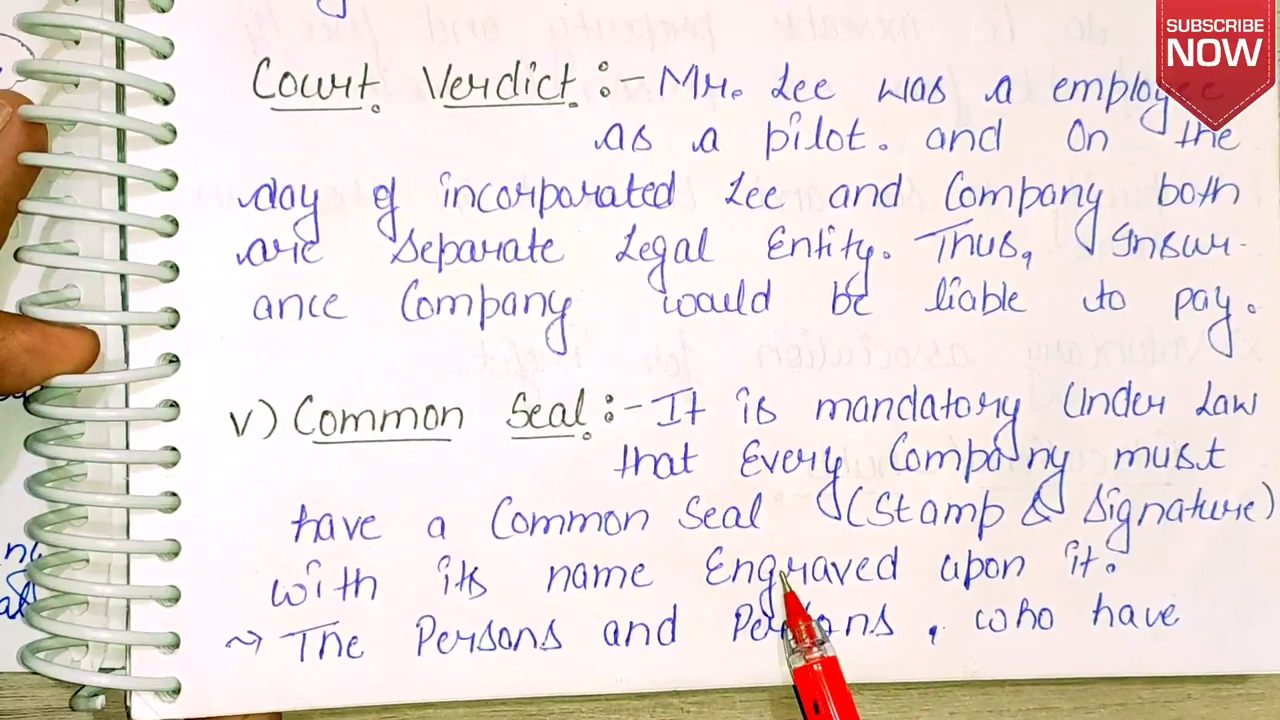 SUBSCRIBE
NOW
Court Verdict :- Mr. Lee was a employee
as a pilot. and On the
day of incorporated Lee and Company both
are Separate Legal Entity. Thus, Insur-
ance Company would be liable to pay.
v) Common Seal :- It is mandatory Under Law
that Every Company must
have a Common Seal (Stamp & Signature)
with its name Engraved upon it.
~> The Persons and Persons, who have